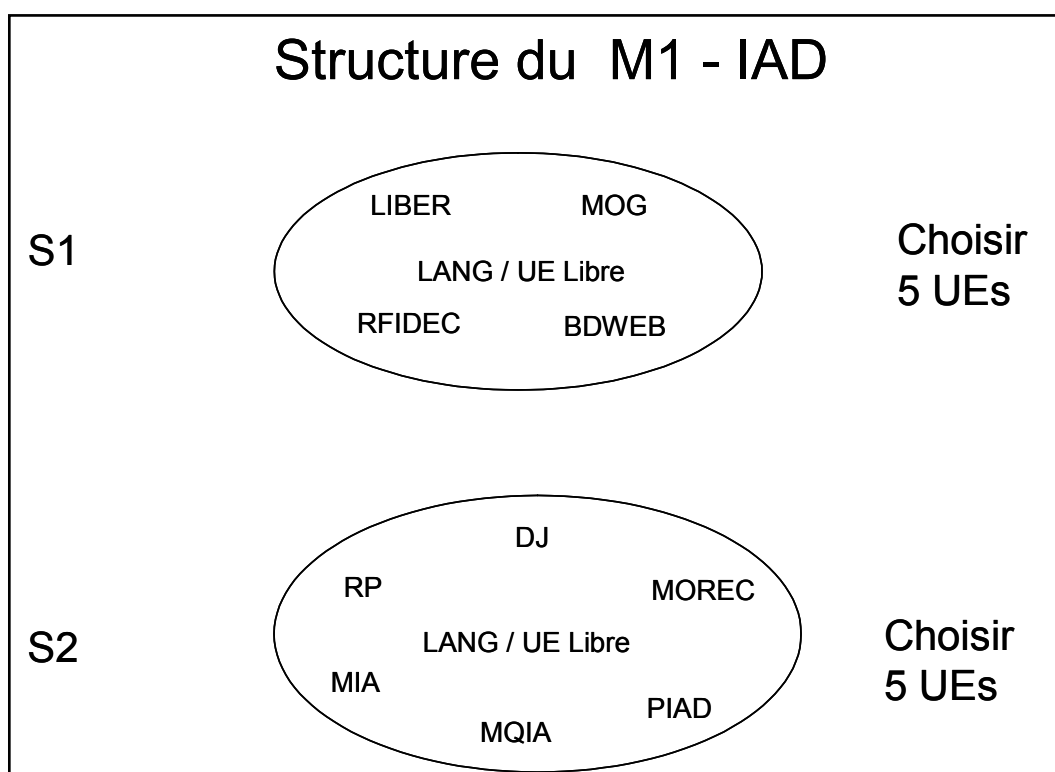 Structure du M1 - IAD
LIBER MOG
S1
LANG / UE Libre
Choisir
5 UEs
RFIDEC BDWEB
DJ
RP MOREC
S2
LANG / UE Libre
Choisir
5 UEs
MIA PIAD
MQIA